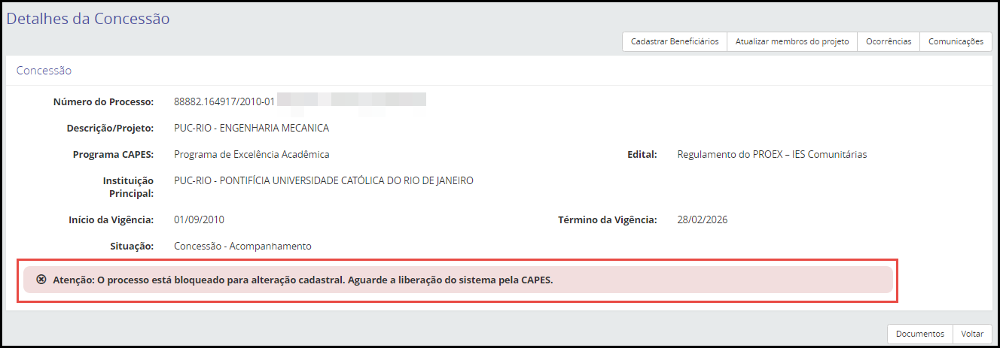 Detalhes da Concessão
Cadastrar Beneficiários Atualizar membros do projeto Ocorrências Comunicações
Concessão
Número do Processo: 88882.164917/2010-01
Descrição/Projeto: PUC-RIO - ENGENHARIA MECANICA
Programa CAPES: Programa de Excelência Acadêmica Edital: Regulamento do PROEX – IES Comunitárias
Instituição PUC-RIO - PONTIFÍCIA UNIVERSIDADE CATÓLICA DO RIO DE JANEIRO
Principal:
Início da Vigência: 01/09/2010 Término da Vigência: 28/02/2026
Situação: Concessão - Acompanhamento
Atenção: O processo está bloqueado para alteração cadastral. Aguarde a liberação do sistema pela CAPES.
Documentos Voltar